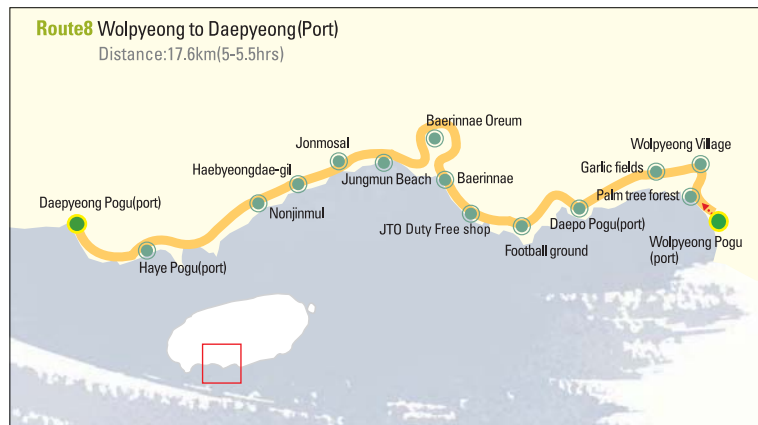 Route8 Wolpyeong to Daepyeong(Port)
Distance:17.6km(5-5.5hrs)
Baerinnae Oreum
Jonmosal
Wolpyeong Village
Haebyeongdae-gil
Jungmun Beach
Baerinnae
Garlic fields
Palm tree forest
Daepyeong Pogu(port)
Nonjinmul
JTO Duty Free shop
Daepo Pogu(port)
Football ground
Wolpyeong Pogu
(port)
Haye Pogu(port)